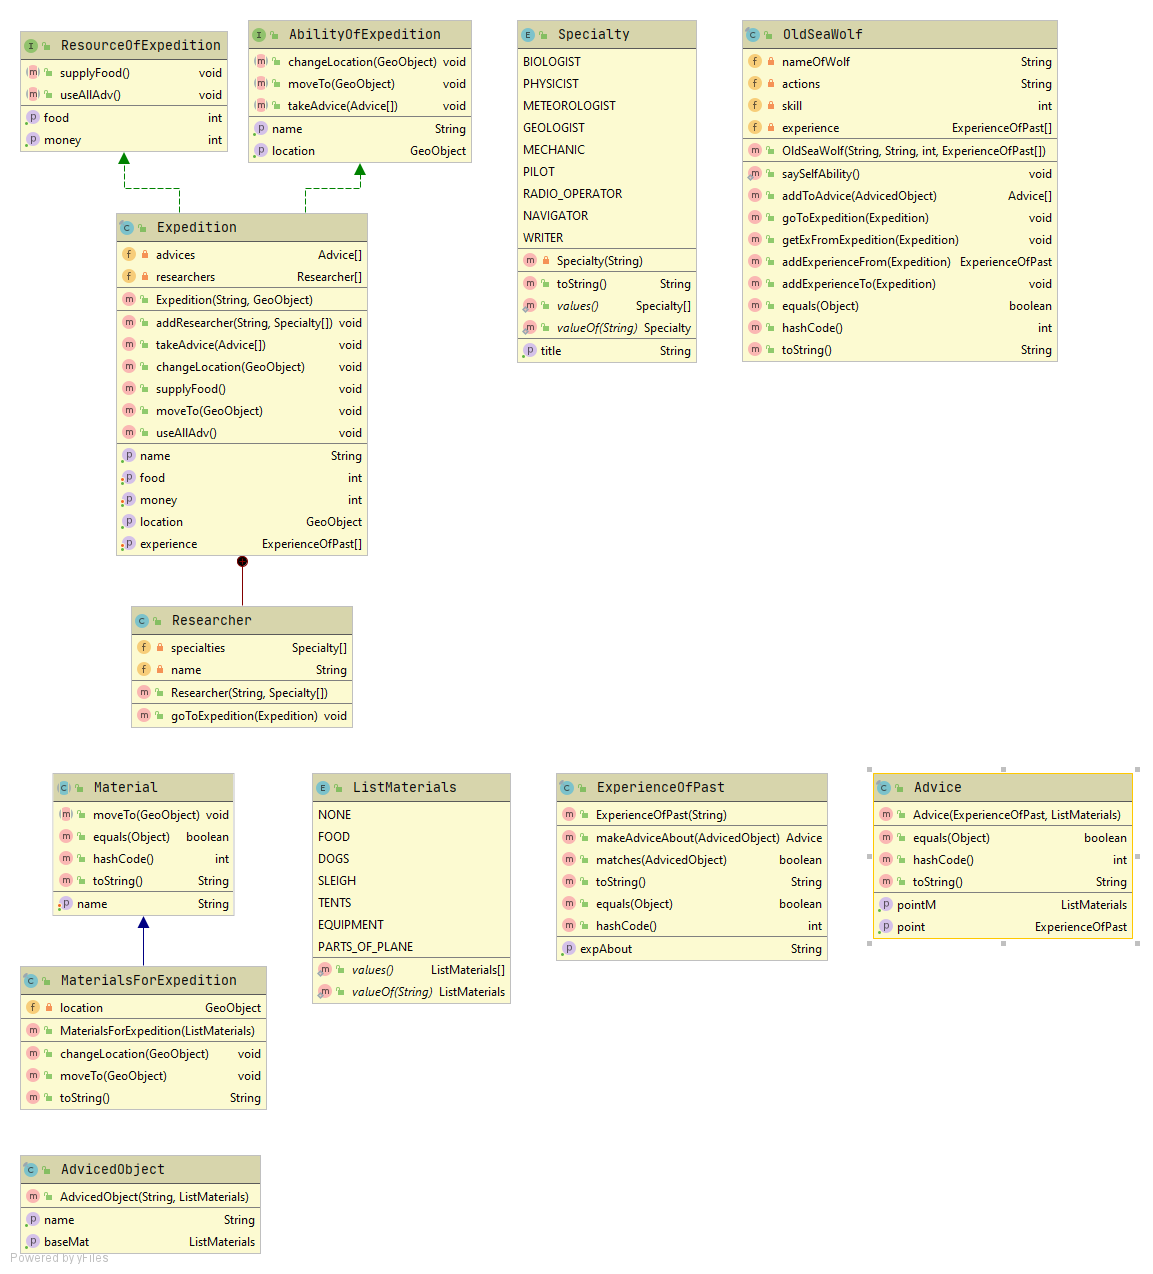 ResourceOfExpedition
supplyFood() void
useAllAdv() void
food int
money int
AbilityOfExpedition
changeLocation(GeoObject) void
moveTo(GeoObject) void
takeAdvice(Advice[]) void
name String
location GeoObject
Specialty
BIOLOGIST
PHYSICIST
METEOROLOGIST
GEOLOGIST
MECHANIC
PILOT
RADIO_OPERATOR
NAVIGATOR
WRITER
Specialty(String)
toString() String
values() Specialty[]
valueOf(String) Specialty
title String
OldSeaWolf
nameOfWolf String
actions String
skill int
experience ExperienceOfPast[]
OldSeaWolf(String, String, int, ExperienceOfPast[])
saySelfAbility() void
addToAdvice(AdvicedObject) Advice[]
goToExpedition(Expedition) void
getExFromExpedition(Expedition) void
addExperienceFrom(Expedition) ExperienceOfPast
addExperienceTo(Expedition) void
equals(Object) boolean
hashCode() int
toString() String
Expedition
advices Advice[]
researchers Researcher[]
Expedition(String, GeoObject)
addResearcher(String, Specialty[]) void
takeAdvice(Advice[]) void
changeLocation(GeoObject) void
supplyFood() void
moveTo(GeoObject) void
useAllAdv() void
name String
food int
money int
location GeoObject
experience ExperienceOfPast[]
Researcher
specialties Specialty[]
name String
Researcher(String, Specialty[])
goToExpedition(Expedition) void
Material
moveTo(GeoObject) void
equals(Object) boolean
hashCode() int
toString() String
name String
ListMaterials
NONE
FOOD
DOGS
SLEIGH
TENTS
EQUIPMENT
PARTS_OF_PLANE
values() ListMaterials[]
valueOf(String) ListMaterials
ExperienceOfPast
ExperienceOfPast(String)
makeAdviceAbout(AdvicedObject) Advice
matches(AdvicedObject) boolean
toString() String
equals(Object) boolean
hashCode() int
expAbout String
Advice
Advice(ExperienceOfPast, ListMaterials)
equals(Object) boolean
hashCode() int
toString() String
pointM ListMaterials
point ExperienceOfPast
MaterialsForExpedition
location GeoObject
MaterialsForExpedition(ListMaterials)
changeLocation(GeoObject) void
moveTo(GeoObject) void
toString() String
AdvicedObject
AdvicedObject(String, ListMaterials)
name String
baseMat ListMaterials
Powered by yFiles